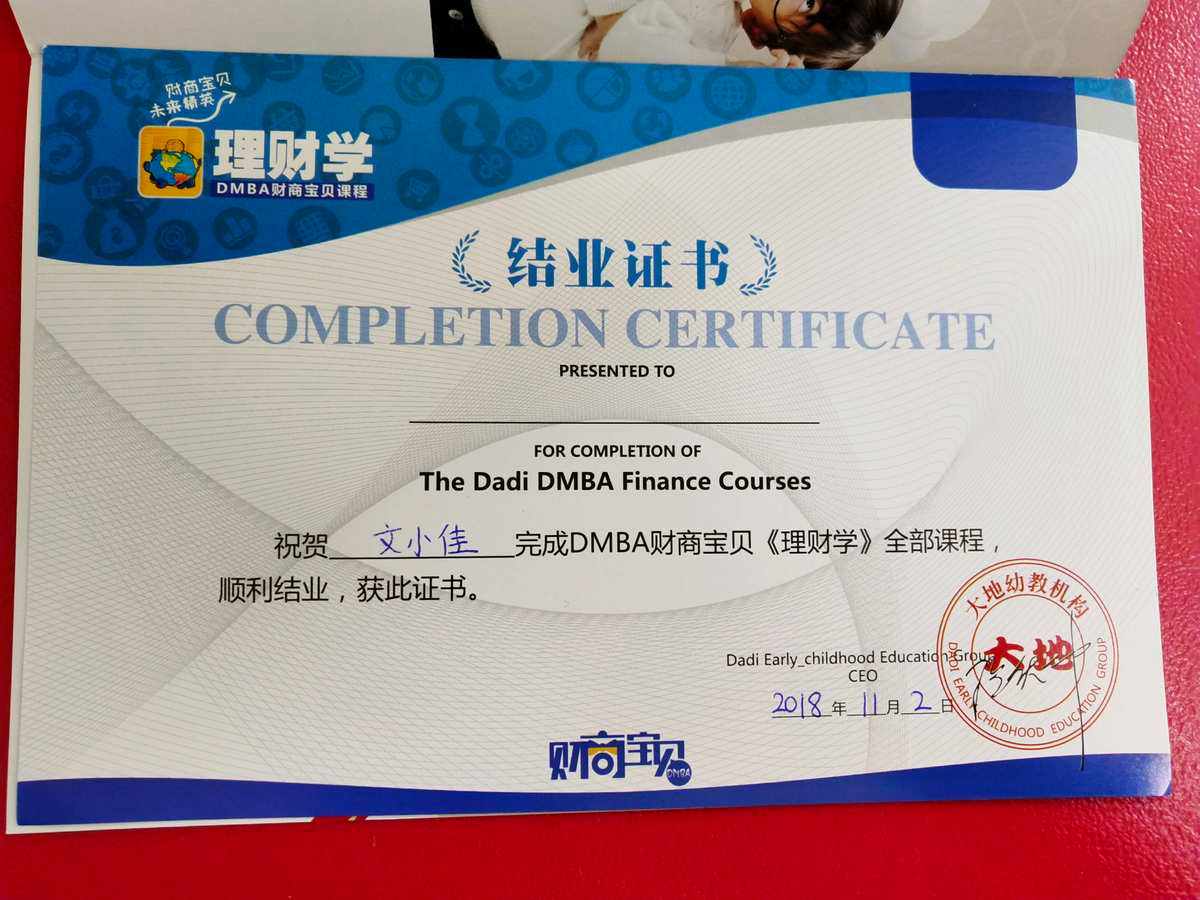 财商宝贝
未来精英
理财学
DMBA财商宝贝课程
结业证书
COMPLETION CERTIFICATE
PRESENTED TO
FOR COMPLETION OF
The Dadi DMBA Finance Courses
祝贺 文小佳 完成DMBA财商宝贝《理财学》全部课程，
顺利结业，获此证书。
大地幼教机构
大地
DADI EARLY CHILDHOOD EDUCATION GROUP
Dadi Early_childhood Education Group
CEO
2018 年 11 月 2 日
财商宝贝
DMBA